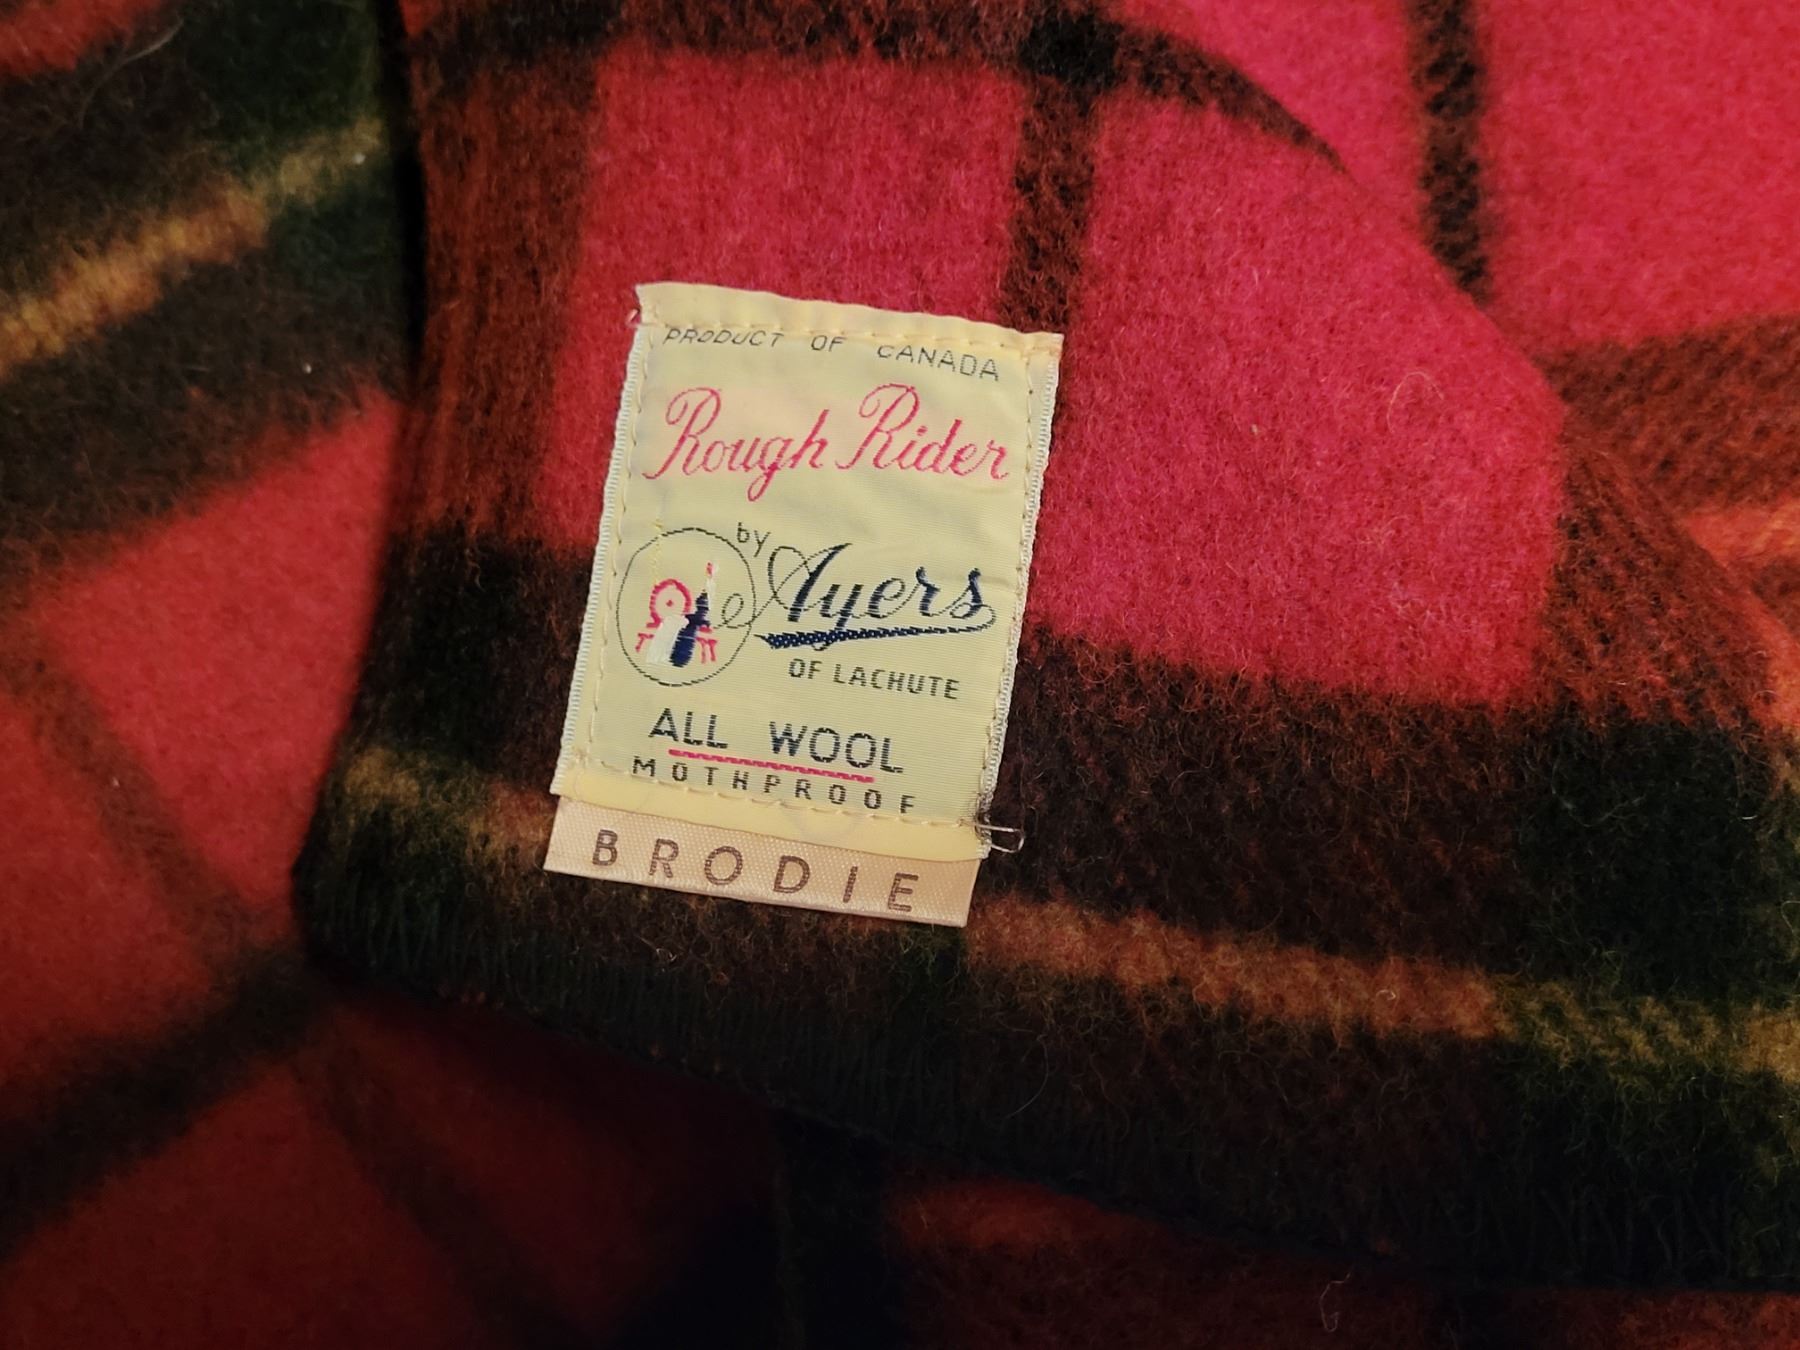 PRODUCT OF CANADA
Rough Rider
by Ayers
OF LACHUTE
ALL WOOL
MOTHPROOF
BRODIE